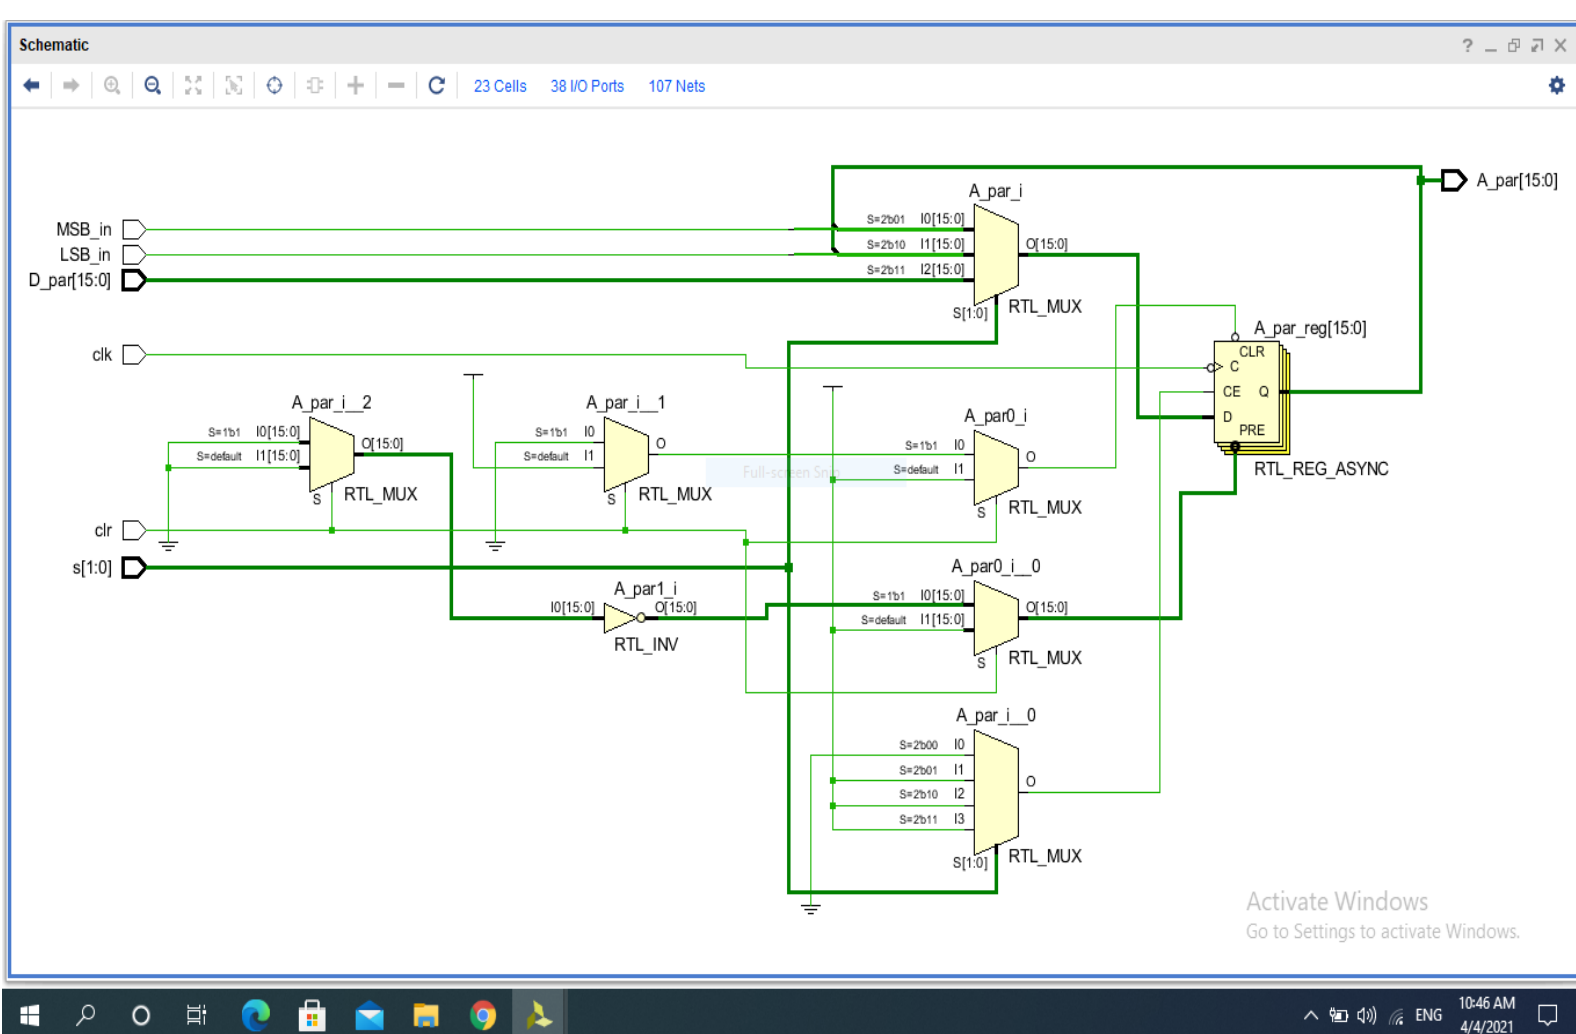 Schematic
23 Cells 38 I/O Ports 107 Nets
A_par[15:0]
A_par_i
MSB_in
S=2'b01 I0[15:0]
LSB_in
S=2'b10 I1[15:0]
O[15:0]
D_par[15:0]
S=2'b11 I2[15:0]
S[1:0]
RTL_MUX
A_par_reg[15:0]
clk
CLR
C
CE Q
D
PRE
RTL_REG_ASYNC
A_par_i__2
S=1'b1 I0[15:0]
S=default I1[15:0]
O[15:0]
S
RTL_MUX
A_par_i__1
S=1'b1 I0
S=default I1
O
S
RTL_MUX
A_par0_i
S=1'b1 I0
S=default I1
O
S
RTL_MUX
Full-screen Snip
clr
s[1:0]
A_par1_i
I0[15:0] O[15:0]
RTL_INV
A_par0_i__0
S=1'b1 I0[15:0]
S=default I1[15:0]
O[15:0]
S
RTL_MUX
A_par_i__0
S=2'b00 I0
S=2'b01 I1
S=2'b10 I2
S=2'b11 I3
O
S[1:0]
RTL_MUX
Activate Windows
Go to Settings to activate Windows.
ENG
10:46 AM
4/4/2021